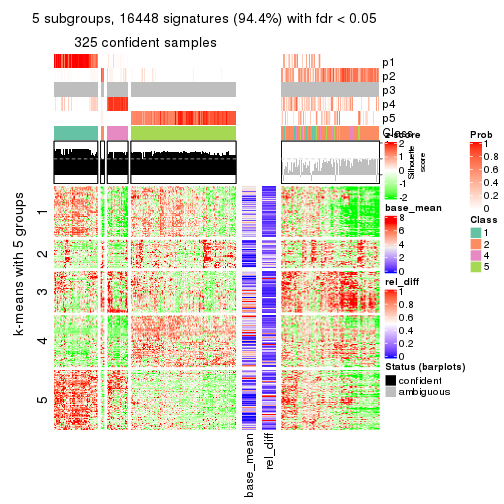 5 subgroups, 16448 signatures (94.4%) with fdr < 0.05
325 confident samples
p1
p2
p3
p4
p5
Class
Silhouette
score
k-means with 5 groups
1
2
3
4
5
base_mean
rel_diff
z-score
2
1
0
-1
-2
base_mean
8
6
4
2
0
rel_diff
1
0.8
0.6
0.4
0.2
0
Status (barplots)
confident
ambiguous
Prob
1
0.8
0.6
0.4
0.2
0
Class
1
2
4
5